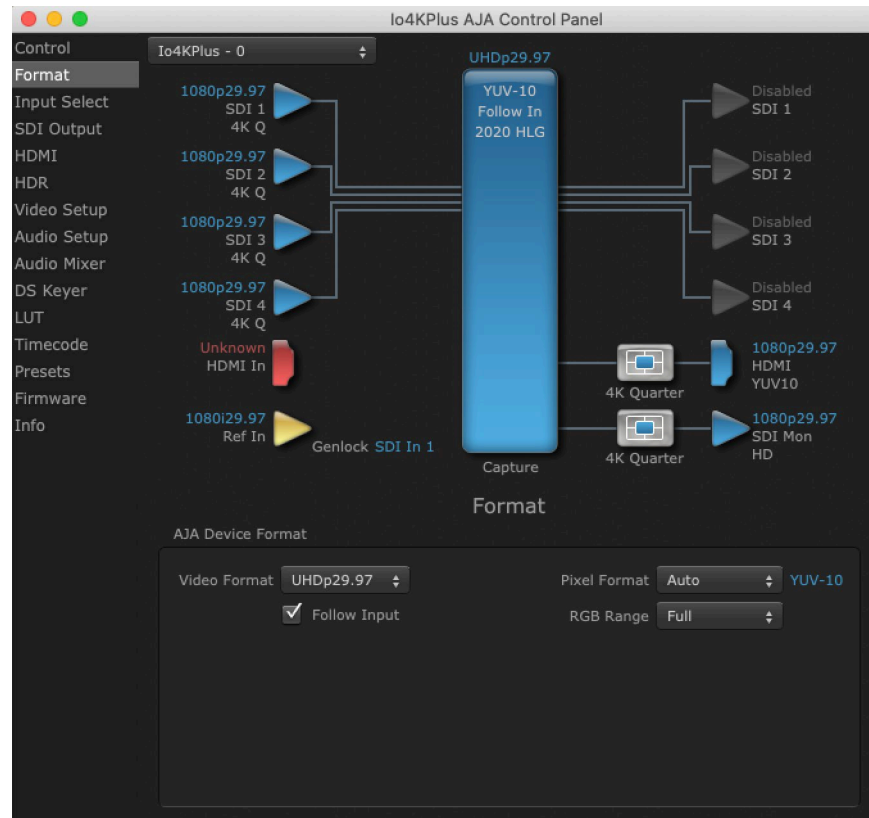 Io4KPlus AJA Control Panel
Control
Format
Input Select
SDI Output
HDMI
HDR
Video Setup
Audio Setup
Audio Mixer
DS Keyer
LUT
Timecode
Presets
Firmware
Info
Io4KPlus - 0
UHDp29.97
YUV-10
Follow In
2020 HLG
Capture
1080p29.97
SDI 1
4K Q
1080p29.97
SDI 2
4K Q
1080p29.97
SDI 3
4K Q
1080p29.97
SDI 4
4K Q
Unknown
HDMI In
1080i29.97
Ref In
Genlock SDI In 1
Disabled
SDI 1
Disabled
SDI 2
Disabled
SDI 3
Disabled
SDI 4
4K Quarter
1080p29.97
HDMI
YUV10
4K Quarter
1080p29.97
SDI Mon
HD
Format
AJA Device Format
Video Format UHDp29.97
Follow Input
Pixel Format Auto YUV-10
RGB Range Full